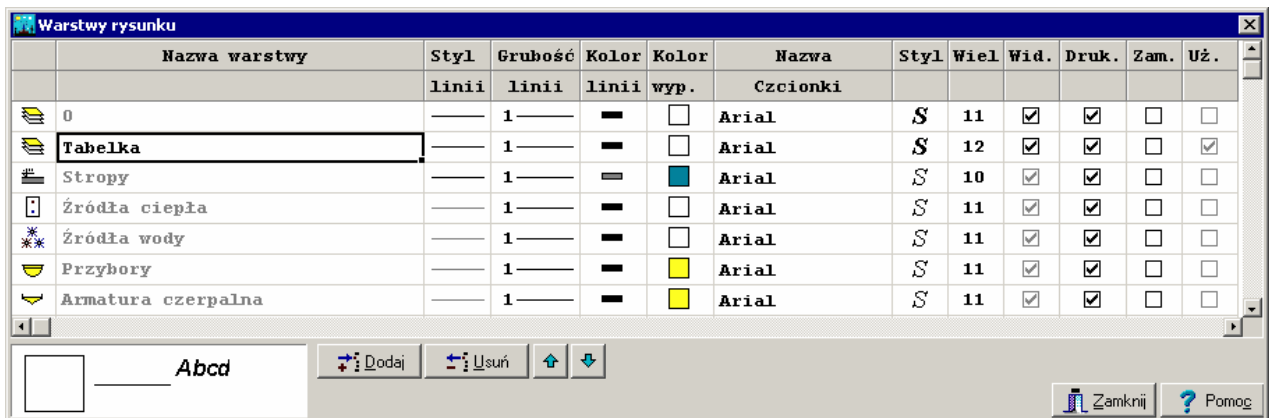 Warstwy rysunku
Nazwa warstwy Styl Grubość Kolor Kolor Nazwa Styl Wiel Wid. Druk. Zam. Uż.
linii linii linii wyp. Czcionki
0 1 Arial S 11
Tabelka 1 Arial S 12
Stropy 1 Arial S 10
Źródła ciepła 1 Arial S 11
Źródła wody 1 Arial S 11
Przybory 1 Arial S 11
Armatura czerpalna 1 Arial S 11
Abcd Dodaj Usuń
Zamknij ? Pomoc